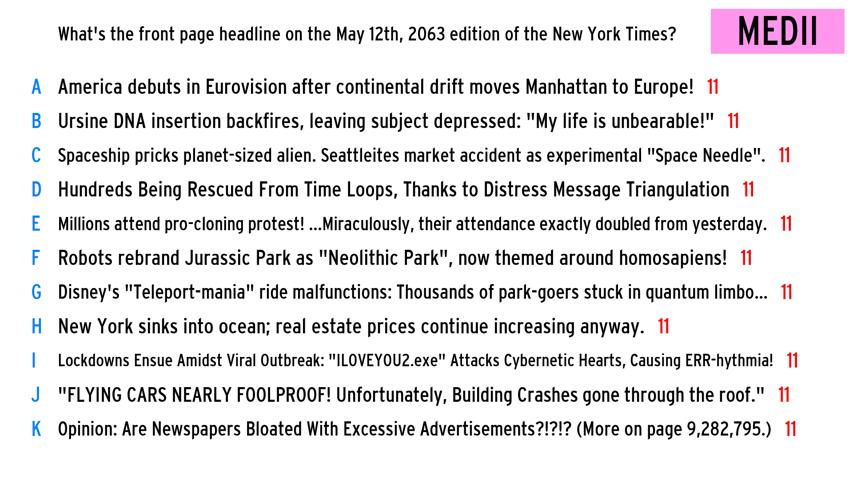 What's the front page headline on the May 12th, 2063 edition of the New York Times?
MEDII
A America debuts in Eurovision after continental drift moves Manhattan to Europe! 11
B Ursine DNA insertion backfires, leaving subject depressed: "My life is unbearable!" 11
C Spaceship pricks planet-sized alien. Seattleites market accident as experimental "Space Needle". 11
D Hundreds Being Rescued From Time Loops, Thanks to Distress Message Triangulation 11
E Millions attend pro-cloning protest! ...Miraculously, their attendance exactly doubled from yesterday. 11
F Robots rebrand Jurassic Park as "Neolithic Park", now themed around homosapiens! 11
G Disney's "Teleport-mania" ride malfunctions: Thousands of park-goers stuck in quantum limbo... 11
H New York sinks into ocean; real estate prices continue increasing anyway. 11
I Lockdowns Ensue Amidst Viral Outbreak: "ILOVEYOU2.exe" Attacks Cybernetic Hearts, Causing ERR-hythmia! 11
J "FLYING CARS NEARLY FOOLPROOF! Unfortunately, Building Crashes gone through the roof." 11
K Opinion: Are Newspapers Bloated With Excessive Advertisements?!?!? (More on page 9,282,795.) 11